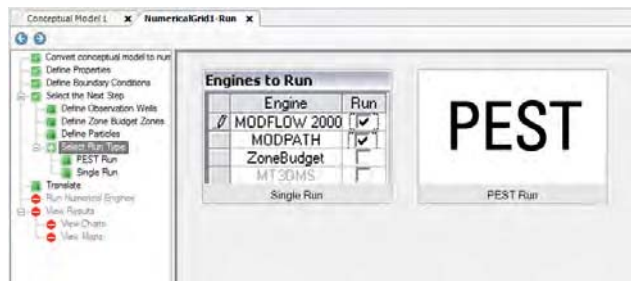 Conceptual Model 1 x NumericalGrid1-Run x
Convert conceptual model to num
Define Properties
Define Boundary Conditions
Select the Next Step
Define Observation Wells
Define Zone Budget Zones
Define Particles
Select Run Type
PEST Run
Single Run
Translate
Run Numerical Engines
View Results
View Charts
View Maps
Engines to Run
Engine Run
MODFLOW 2000
MODPATH
ZoneBudget
MT3DMS
Single Run
PEST
PEST Run